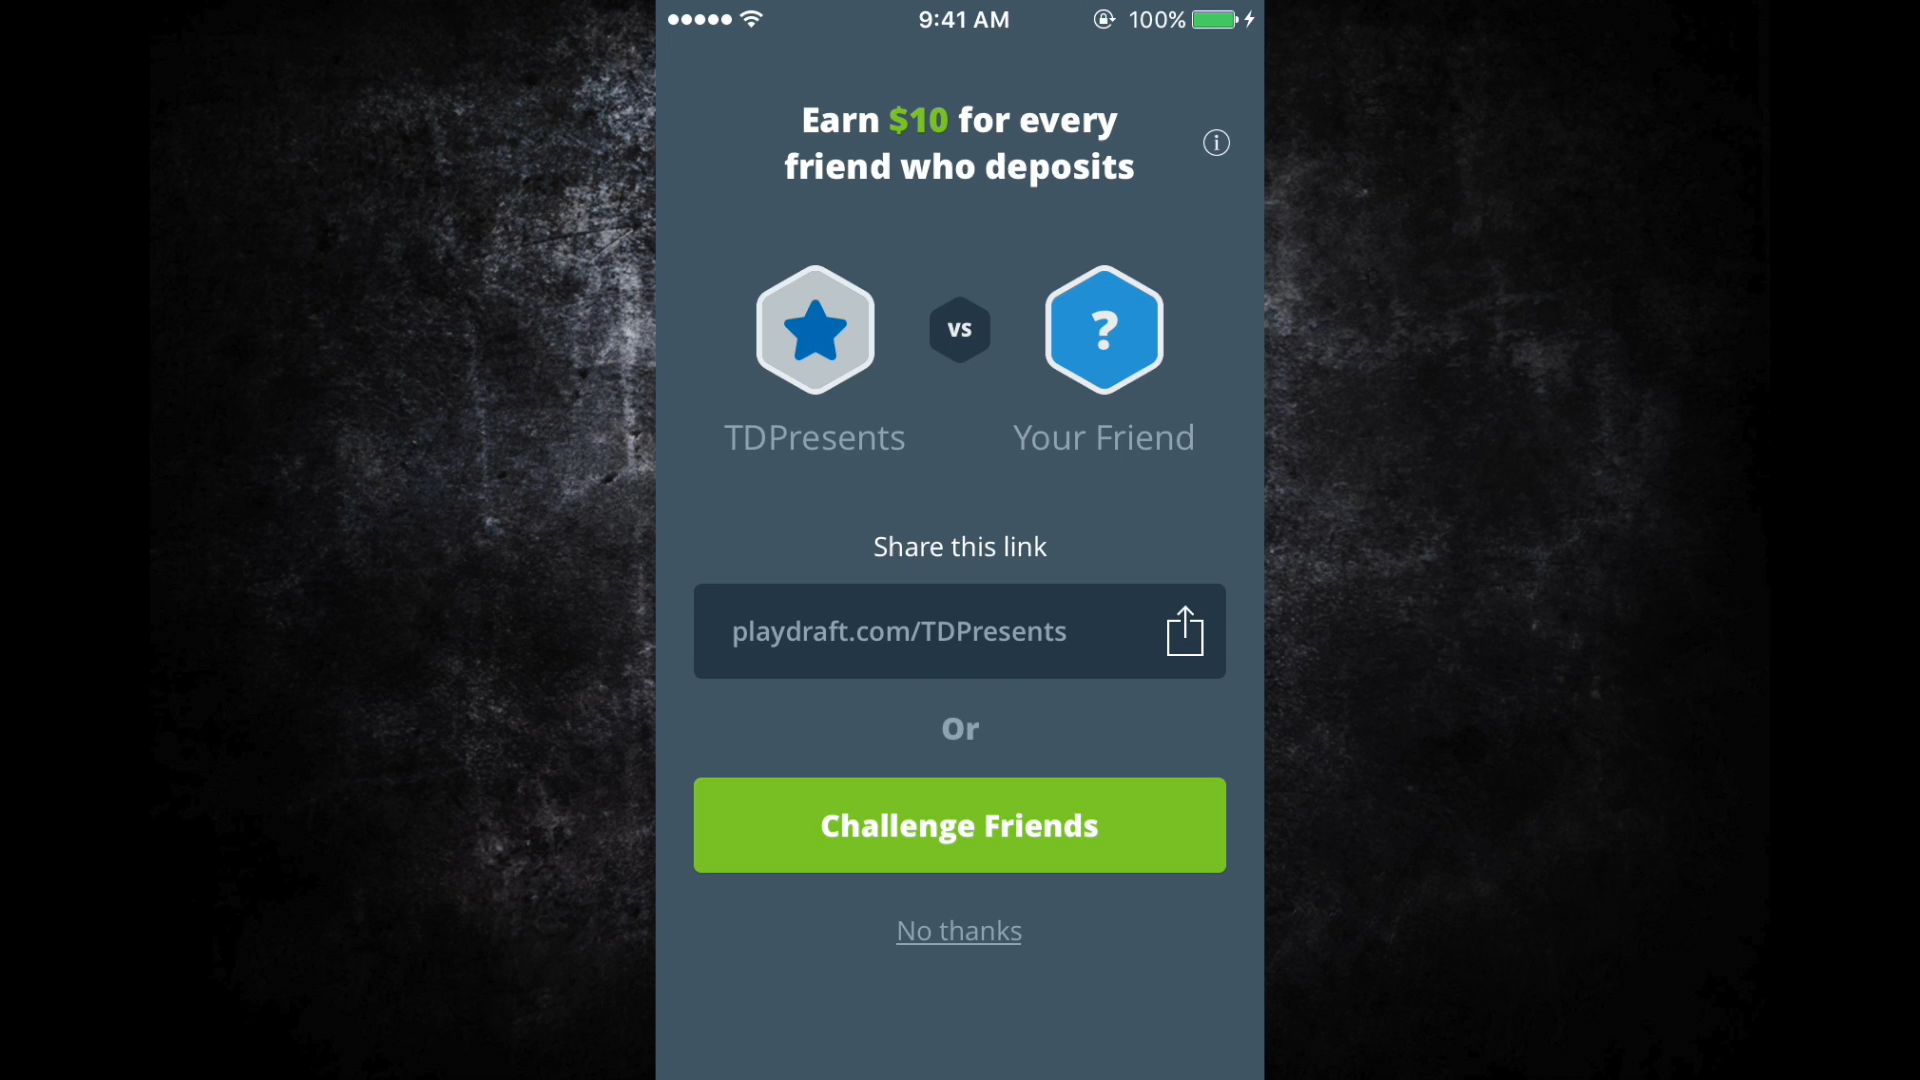 9:41 AM
100%
Earn $10 for every
friend who deposits
i
vs
?
TDPresents
Your Friend
Share this link
playdraft.com/TDPresents
Or
Challenge Friends
No thanks